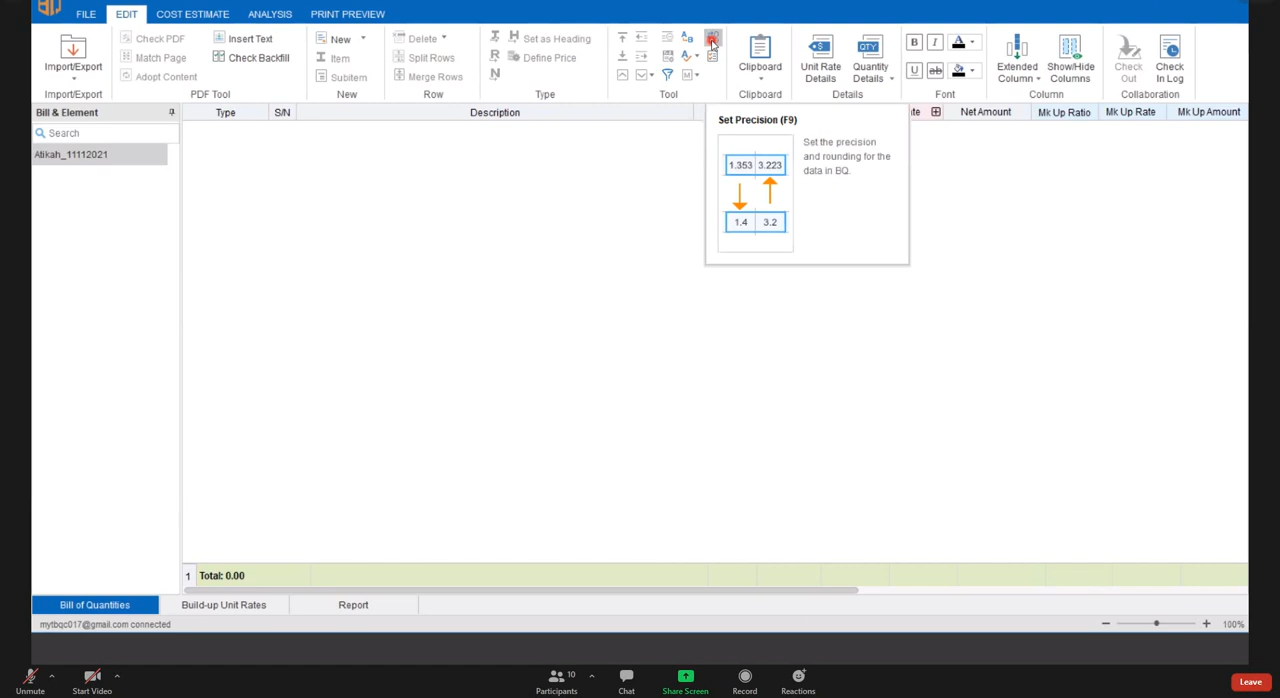 FILE EDIT COST ESTIMATE ANALYSIS PRINT PREVIEW
Check PDF Insert Text New Delete Set as Heading
Import/Export Match Page Check Backfill Item Split Rows Define Price Clipboard Unit Rate Details Quantity Details Extended Column Show/Hide Columns Check Out Check In Log
Adopt Content Subitem Merge Rows
Import/Export PDF Tool New Row Type Tool Clipboard Details Font Column Collaboration
Bill & Element Type S/N Description Net Amount Mk Up Ratio Mk Up Rate Mk Up Amount
Set Precision (F9)
Search
Set the precision
and rounding for the
data in BQ.
Atikah_11112021
1.353 3.223
1.4 3.2
1 Total: 0.00
Bill of Quantities Build-up Unit Rates Report
mytbqc017@gmail.com connected 100%
10
Unmute Start Video Participants Chat Share Screen Record Reactions Leave